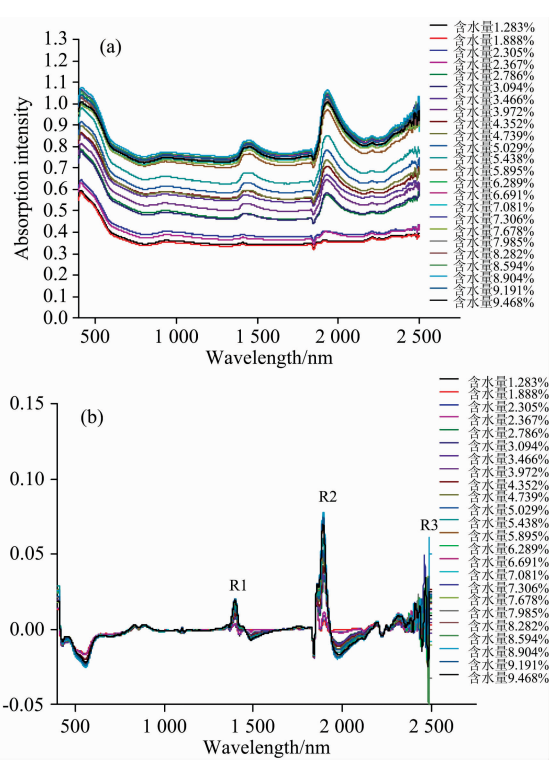 (a)
1.3
1.2
1.1
1.0
0.9
0.8
0.7
0.6
0.5
0.4
0.3
0.2
0.1
0.0
Absorption intensity
500
1 000
1 500
2 000
2 500
Wavelength/nm
含水量1.283%
含水量1.888%
含水量2.305%
含水量2.367%
含水量2.786%
含水量3.094%
含水量3.466%
含水量3.972%
含水量4.352%
含水量4.739%
含水量5.029%
含水量5.438%
含水量5.895%
含水量6.289%
含水量6.691%
含水量7.081%
含水量7.306%
含水量7.678%
含水量7.985%
含水量8.282%
含水量8.594%
含水量8.904%
含水量9.191%
含水量9.468%
(b)
0.15
0.10
0.05
0.00
-0.05
R1
R2
R3
500
1 000
1 500
2 000
2 500
Wavelength/nm
含水量1.283%
含水量1.888%
含水量2.305%
含水量2.367%
含水量2.786%
含水量3.094%
含水量3.466%
含水量3.972%
含水量4.352%
含水量4.739%
含水量5.029%
含水量5.438%
含水量5.895%
含水量6.289%
含水量6.691%
含水量7.081%
含水量7.306%
含水量7.678%
含水量7.985%
含水量8.282%
含水量8.594%
含水量8.904%
含水量9.191%
含水量9.468%